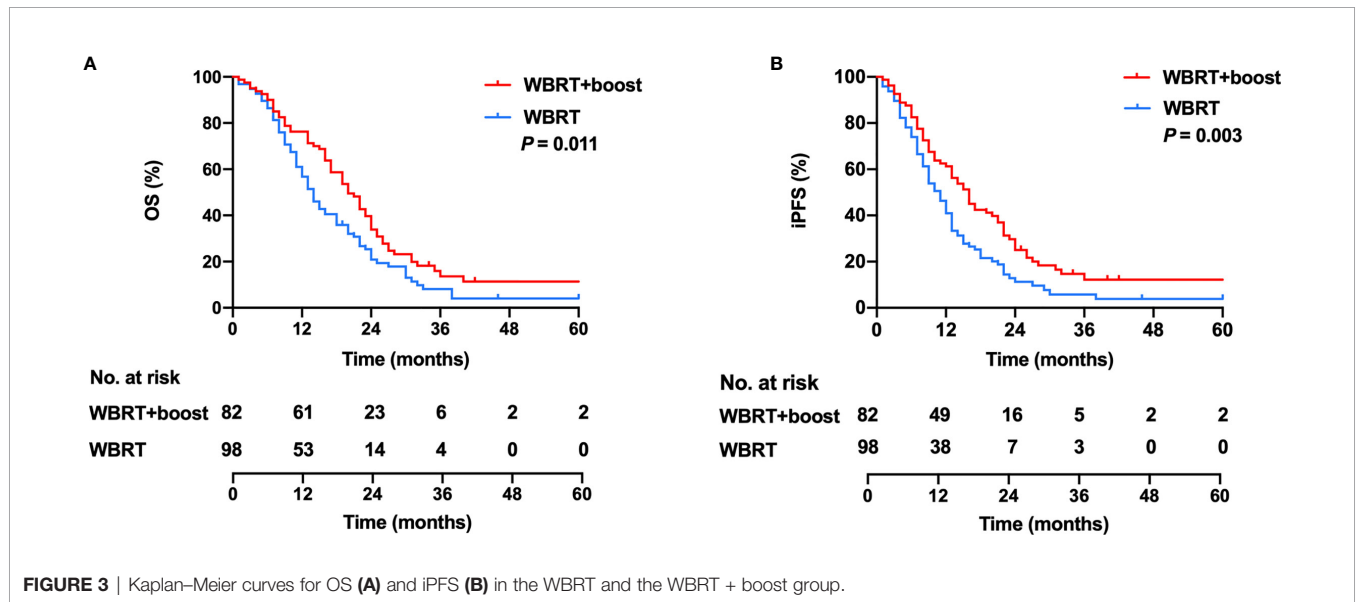 A
100
80
60
40
20
0
OS (%)
WBRT+boost
WBRT
P = 0.011
0 12 24 36 48 60
Time (months)
No. at risk
WBRT+boost 82 61 23 6 2 2
WBRT 98 53 14 4 0 0
0 12 24 36 48 60
Time (months)
B
100
80
60
40
20
0
iPFS (%)
WBRT+boost
WBRT
P = 0.003
0 12 24 36 48 60
Time (months)
No. at risk
WBRT+boost 82 49 16 5 2 2
WBRT 98 38 7 3 0 0
0 12 24 36 48 60
Time (months)
FIGURE 3 | Kaplan–Meier curves for OS (A) and iPFS (B) in the WBRT and the WBRT + boost group.